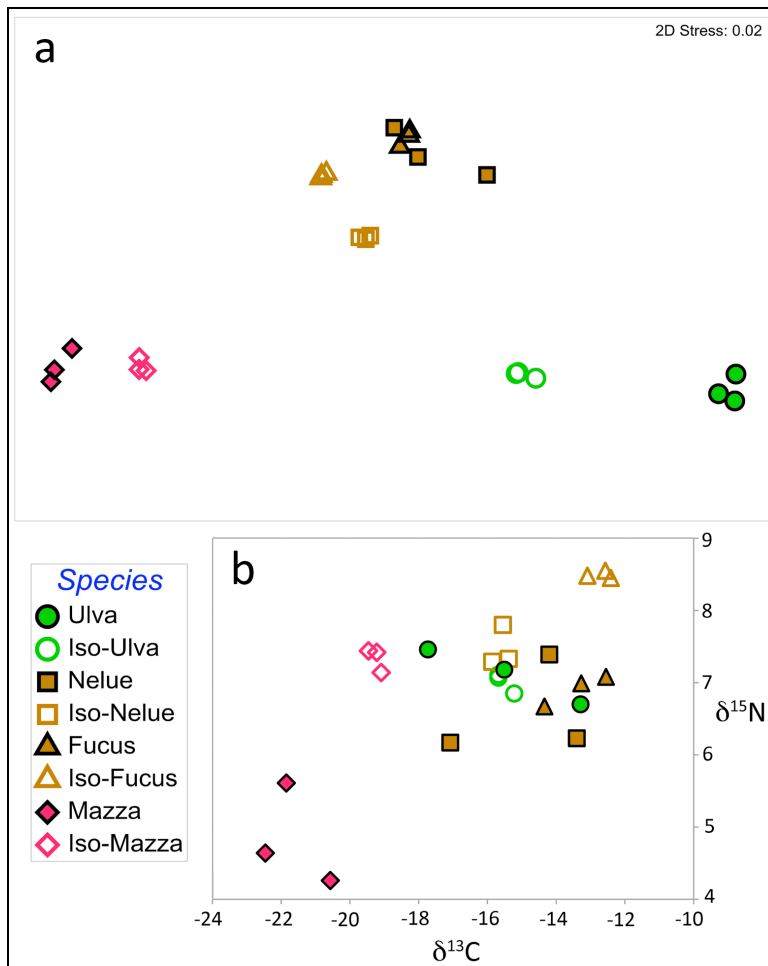 2D Stress: 0.02
a
Species
Ulva
Iso-Ulva
Nelue
Iso-Nelue
Fucus
Iso-Fucus
Mazza
Iso-Mazza
b
9
8
7
6
5
4
δ15N
-24 -22 -20 -18 -16 -14 -12 -10
δ13C